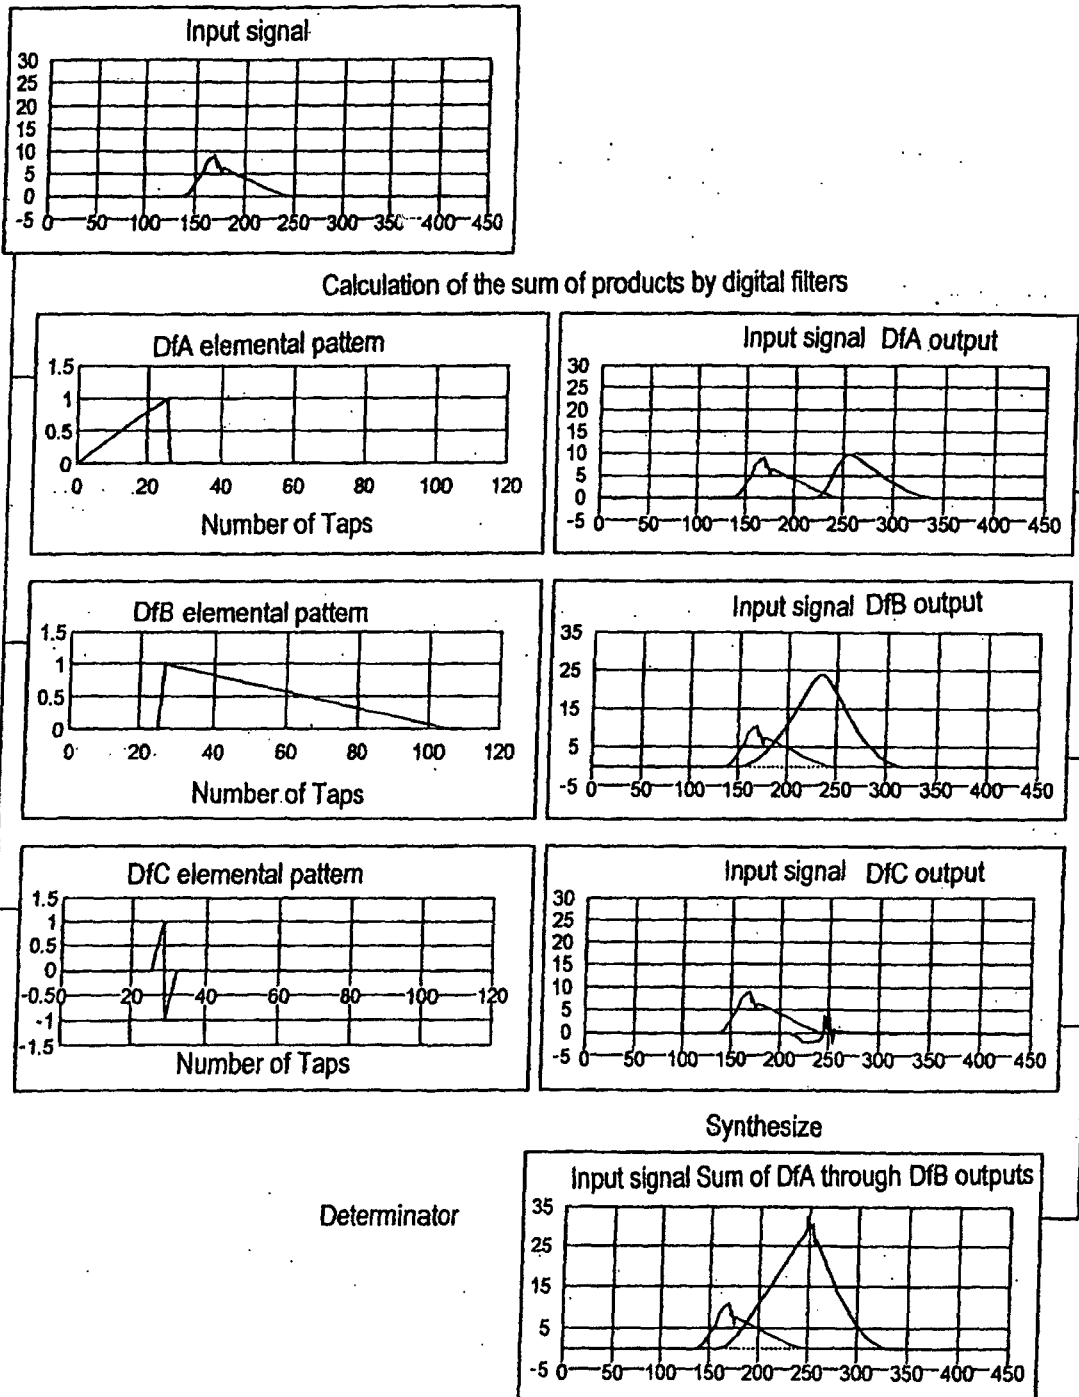 Input signal
30
25
20
15
10
5
0
-5 0 50 100 150 200 250 300 350 400 450
Calculation of the sum of products by digital filters
DfA elemental pattern
1.5
1
0.5
0
0 20 40 60 80 100 120
Number of Taps
Input signal DfA output
30
25
20
15
10
5
0
-5 0 50 100 150 200 250 300 350 400 450
DfB elemental pattern
1.5
1
0.5
0
0 20 40 60 80 100 120
Number of Taps
Input signal DfB output
35
25
15
5
-5 0 50 100 150 200 250 300 350 400 450
DfC elemental pattern
1.5
1
0.5
0
-0.5 0 20 40 60 80 100 120
-1
-1.5
Number of Taps
Input signal DfC output
30
25
20
15
10
5
0
-5 0 50 100 150 200 250 300 350 400 450
Synthesize
Determinator
Input signal Sum of DfA through DfB outputs
35
25
15
5
-5 0 50 100 150 200 250 300 350 400 450